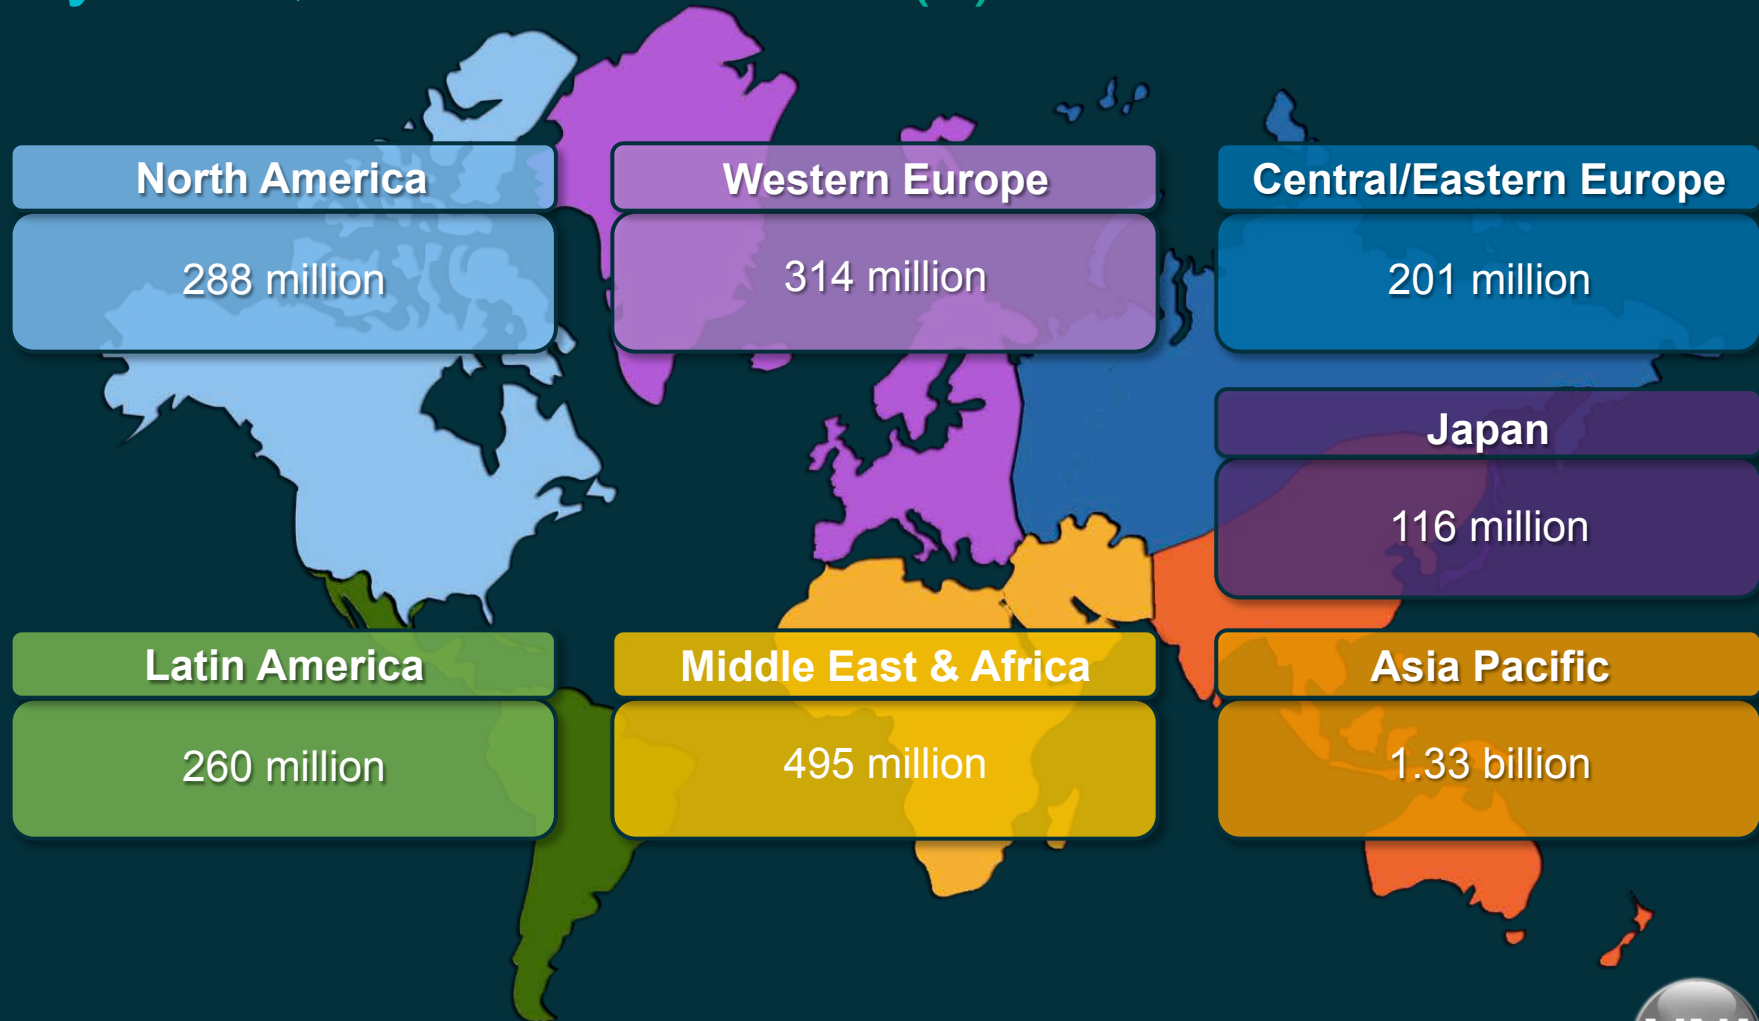 North America
288 million
Western Europe
314 million
Central/Eastern Europe
201 million
Japan
116 million
Latin America
260 million
Middle East & Africa
495 million
Asia Pacific
1.33 billion